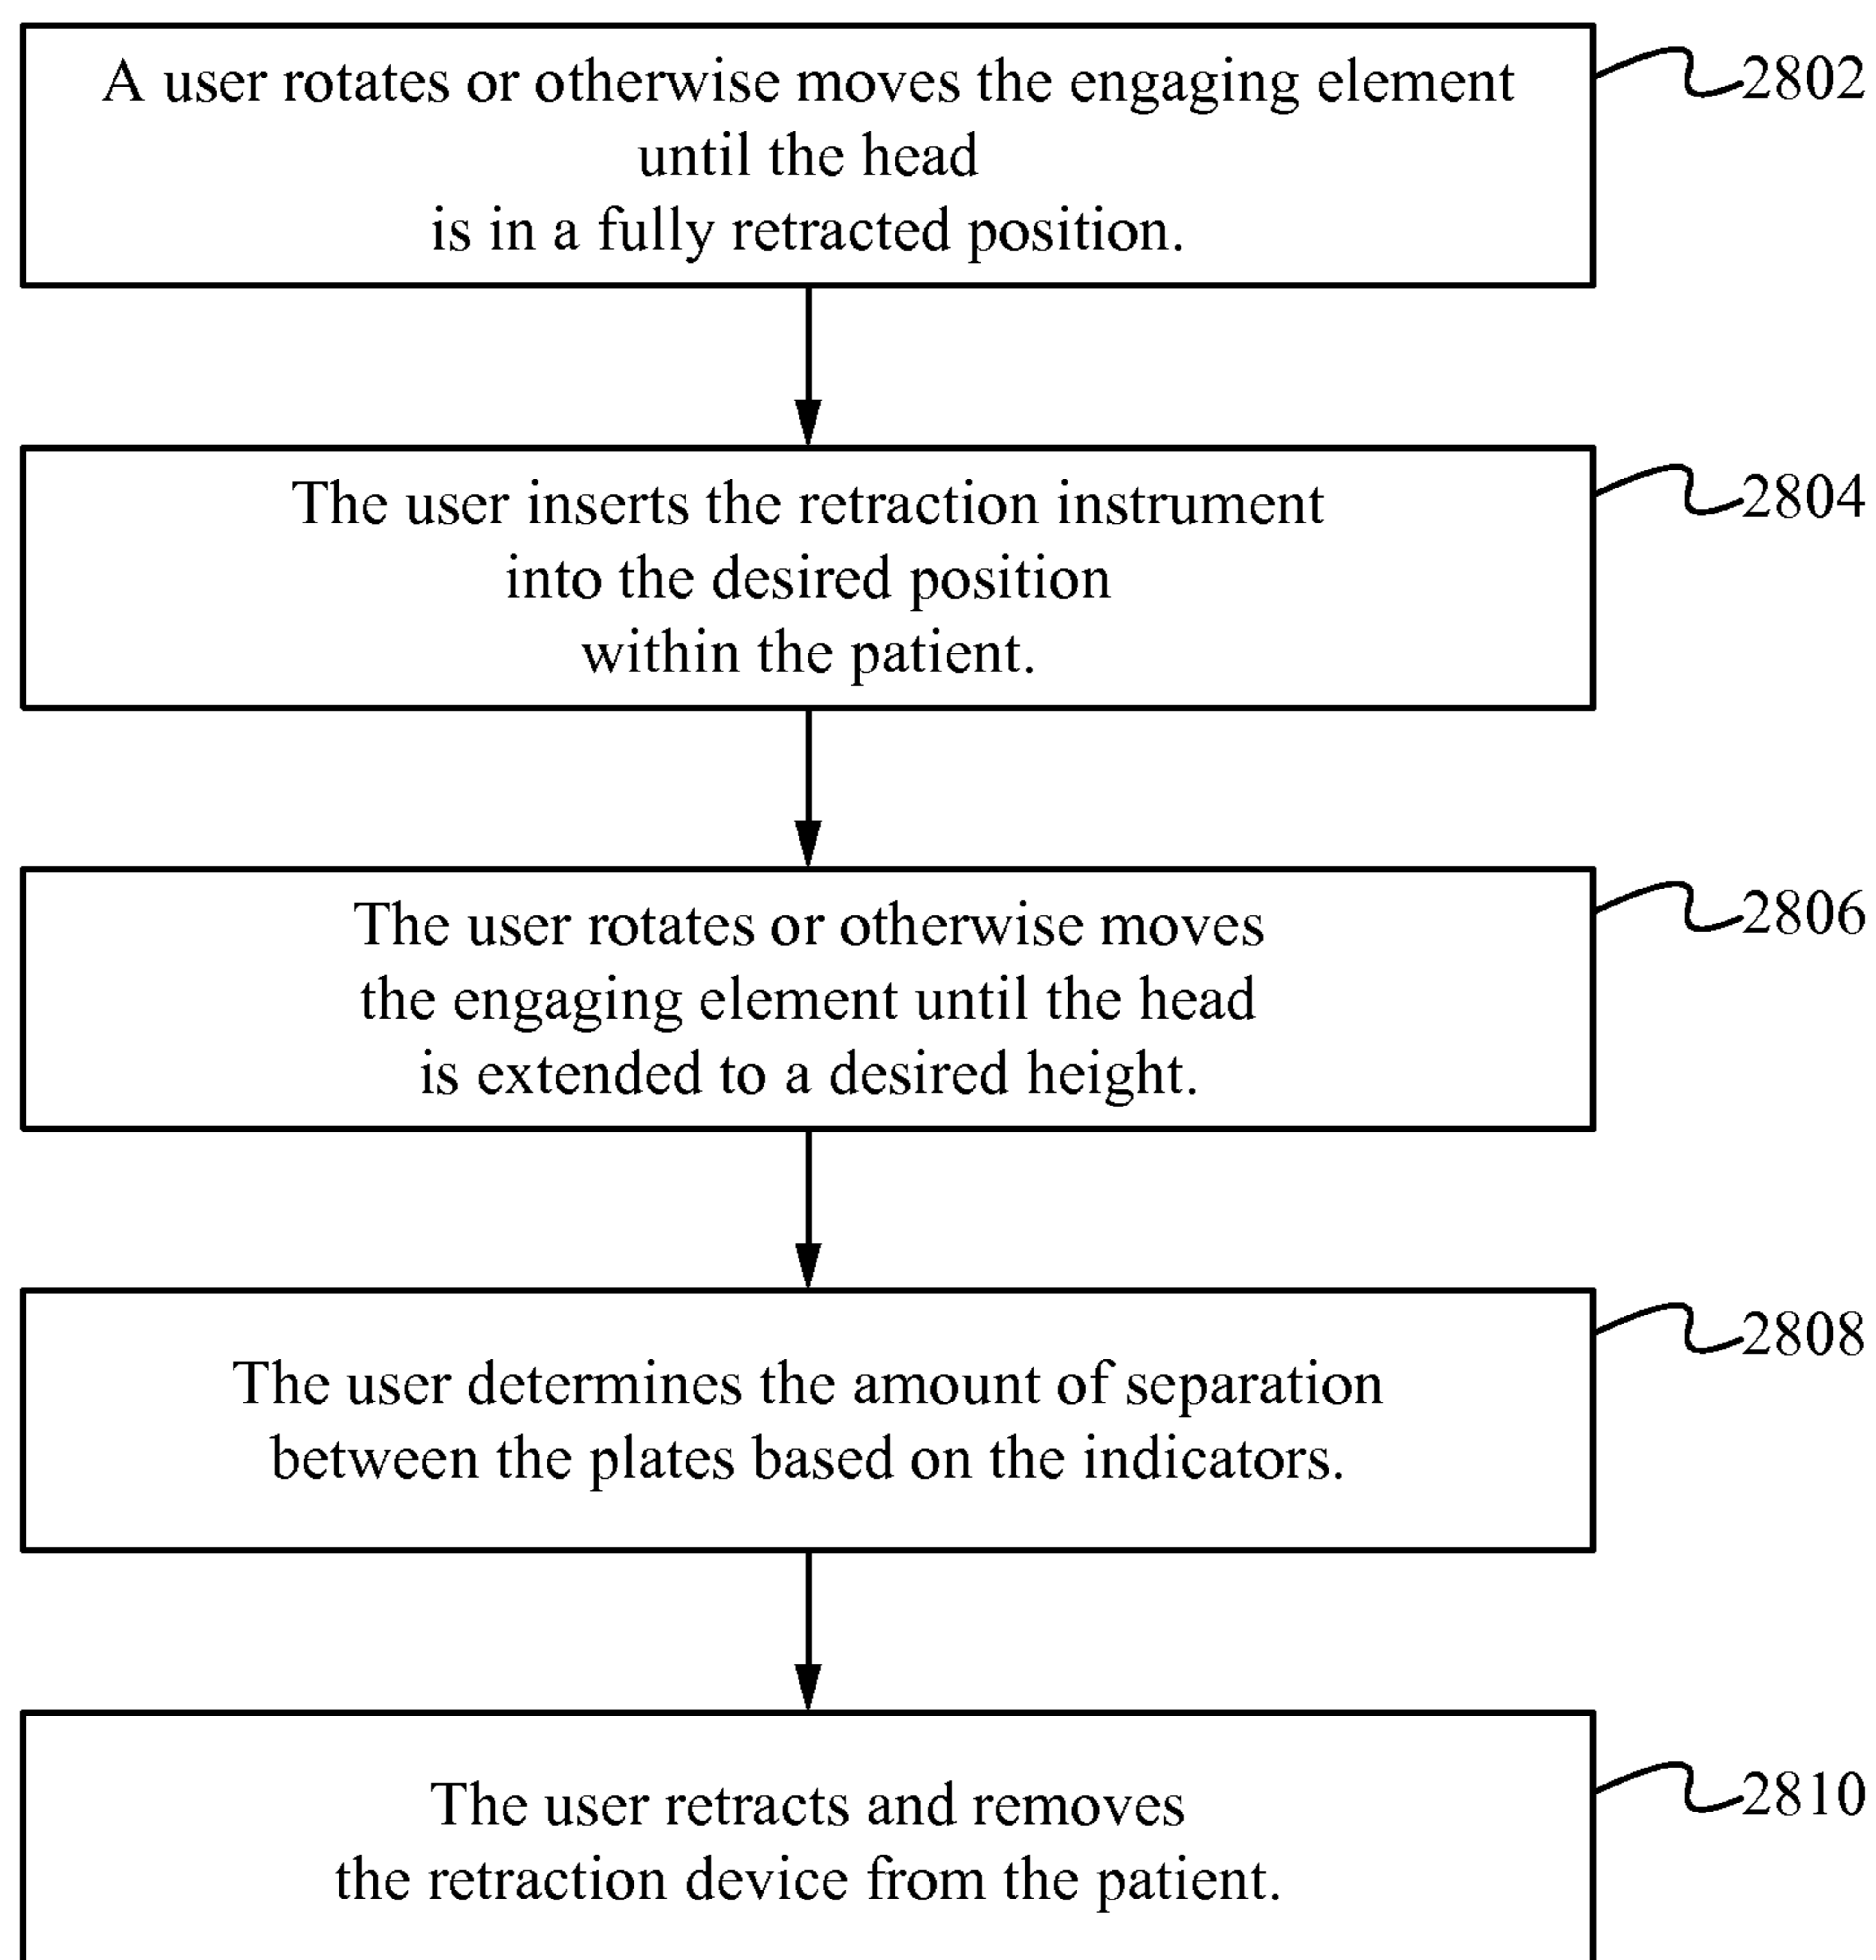 A user rotates or otherwise moves the engaging element
until the head
is in a fully retracted position.
2802
The user inserts the retraction instrument
into the desired position
within the patient.
2804
The user rotates or otherwise moves
the engaging element until the head
is extended to a desired height.
2806
The user determines the amount of separation
between the plates based on the indicators.
2808
The user retracts and removes
the retraction device from the patient.
2810